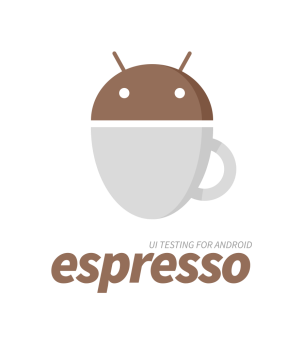 UI TESTING FOR ANDROID
espresso